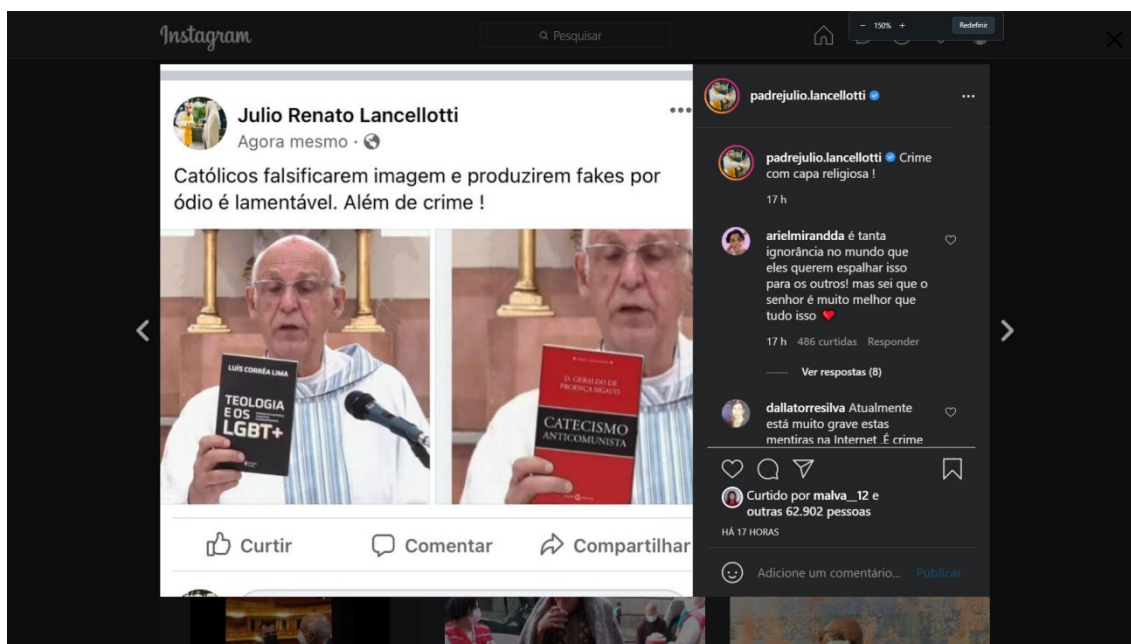 Instagram
Pesquisar
150%
Redefinir
Julio Renato Lancellotti
Agora mesmo
Católicos falsificarem imagem e produzirem fakes por
ódio é lamentável. Além de crime !
LUÍS CORRÊA LIMA
TEOLOGIA
E OS
LGBT+
D. GERALDO DE
PROENÇA SIGAUD
CATECISMO
ANTICOMUNISTA
Curtir
Comentar
Compartilhar
padrejulio.lancellotti
padrejulio.lancellotti Crime
com capa religiosa !
17 h
arielmirandda é tanta
ignorância no mundo que
eles querem espalhar isso
para os outros! mas sei que o
senhor é muito melhor que
tudo isso
17 h 486 curtidas Responder
Ver respostas (8)
dallatorresilva Atualmente
está muito grave estas
mentiras na Internet .É crime
Curtido por malva__12 e
outras 62.902 pessoas
HÁ 17 HORAS
Adicione um comentário... Publicar